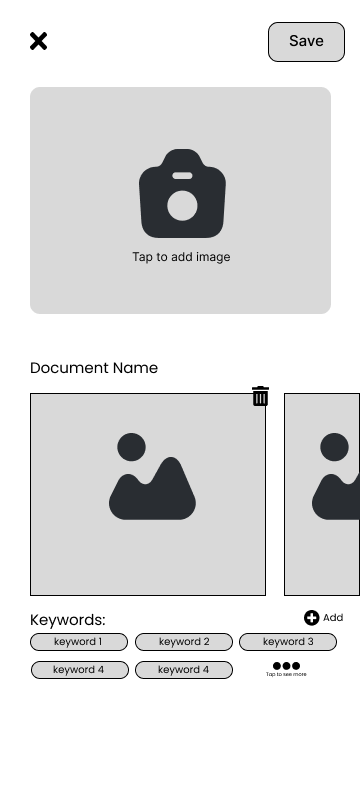 Save
Tap to add image
Document Name
Keywords:
Add
keyword 1
keyword 2
keyword 3
keyword 4
keyword 4
Tap to see more